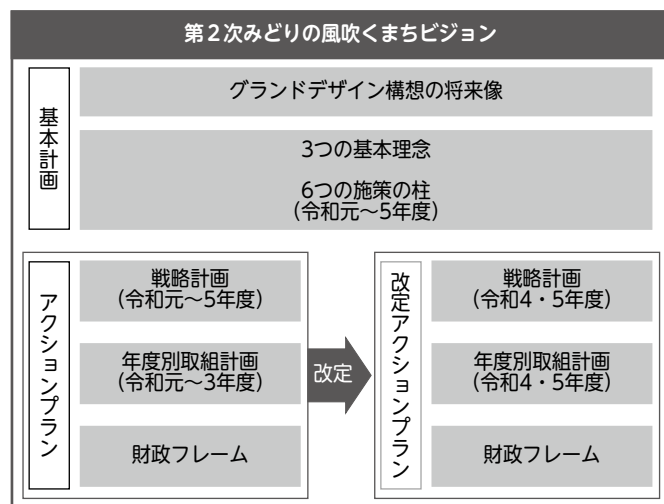 第2次みどりの風吹くまちビジョン
基本計画
グランドデザイン構想の将来像
3つの基本理念
6つの施策の柱
(令和元～5年度)
アクションプラン
戦略計画
(令和元～5年度)
年度別取組計画
(令和元～3年度)
財政フレーム
改定
改定アクションプラン
戦略計画
(令和4・5年度)
年度別取組計画
(令和4・5年度)
財政フレーム